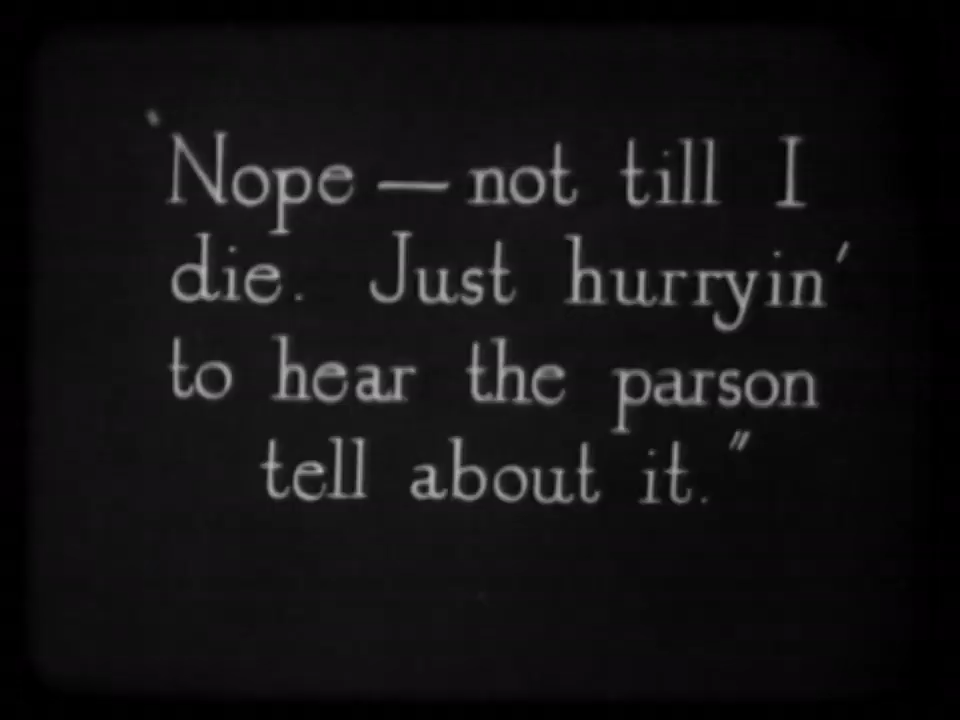 "Nope — not till I
die. Just hurryin'
to hear the parson
tell about it."